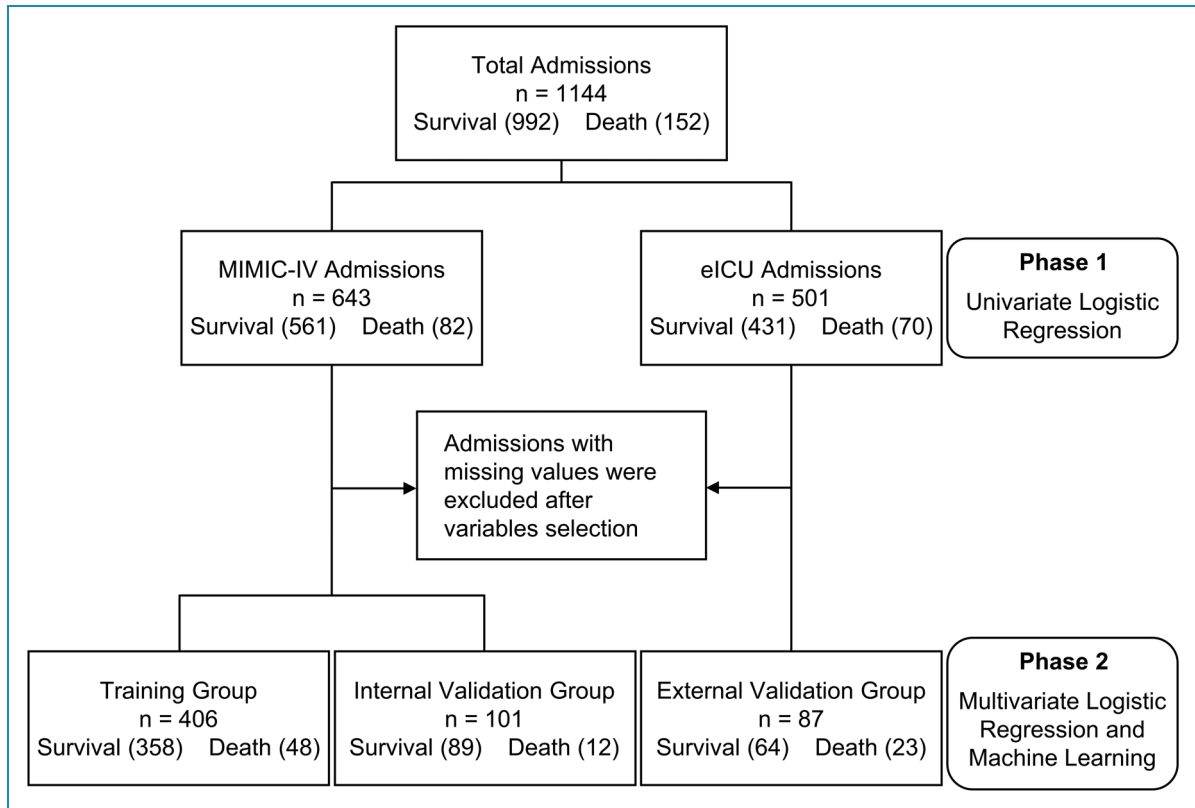 Total Admissions
n = 1144
Survival (992) Death (152)
MIMIC-IV Admissions
n = 643
Survival (561) Death (82)
eICU Admissions
n = 501
Survival (431) Death (70)
Phase 1
Univariate Logistic
Regression
Admissions with
missing values were
excluded after
variables selection
Training Group
n = 406
Survival (358) Death (48)
Internal Validation Group
n = 101
Survival (89) Death (12)
External Validation Group
n = 87
Survival (64) Death (23)
Phase 2
Multivariate Logistic
Regression and
Machine Learning